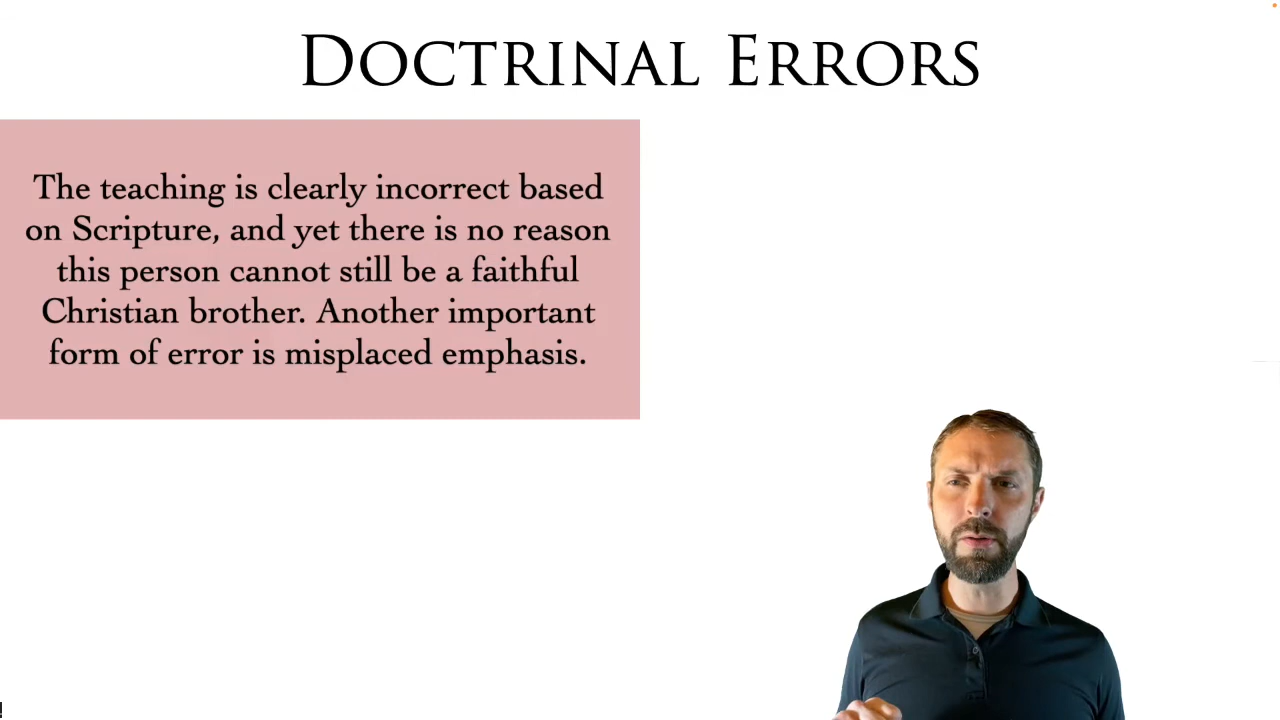 DOCTRINAL ERRORS
The teaching is clearly incorrect based
on Scripture, and yet there is no reason
this person cannot still be a faithful
Christian brother. Another important
form of error is misplaced emphasis.